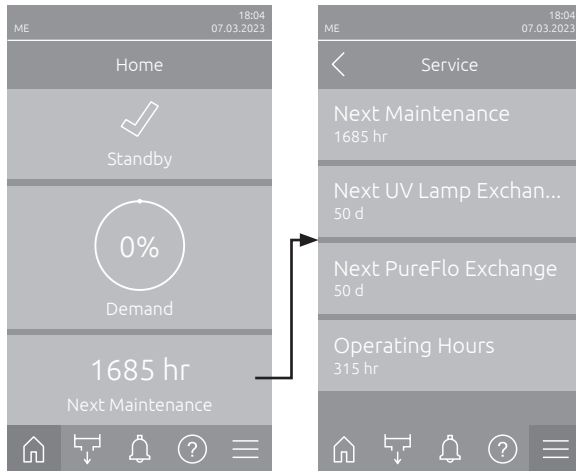 18:04
ME 07.03.2023
Home
Standby
0%
Demand
1685 hr
Next Maintenance
?
18:04
ME 07.03.2023
Service
Next Maintenance
1685 hr
Next UV Lamp Exchan...
50 d
Next PureFlo Exchange
50 d
Operating Hours
315 hr
?